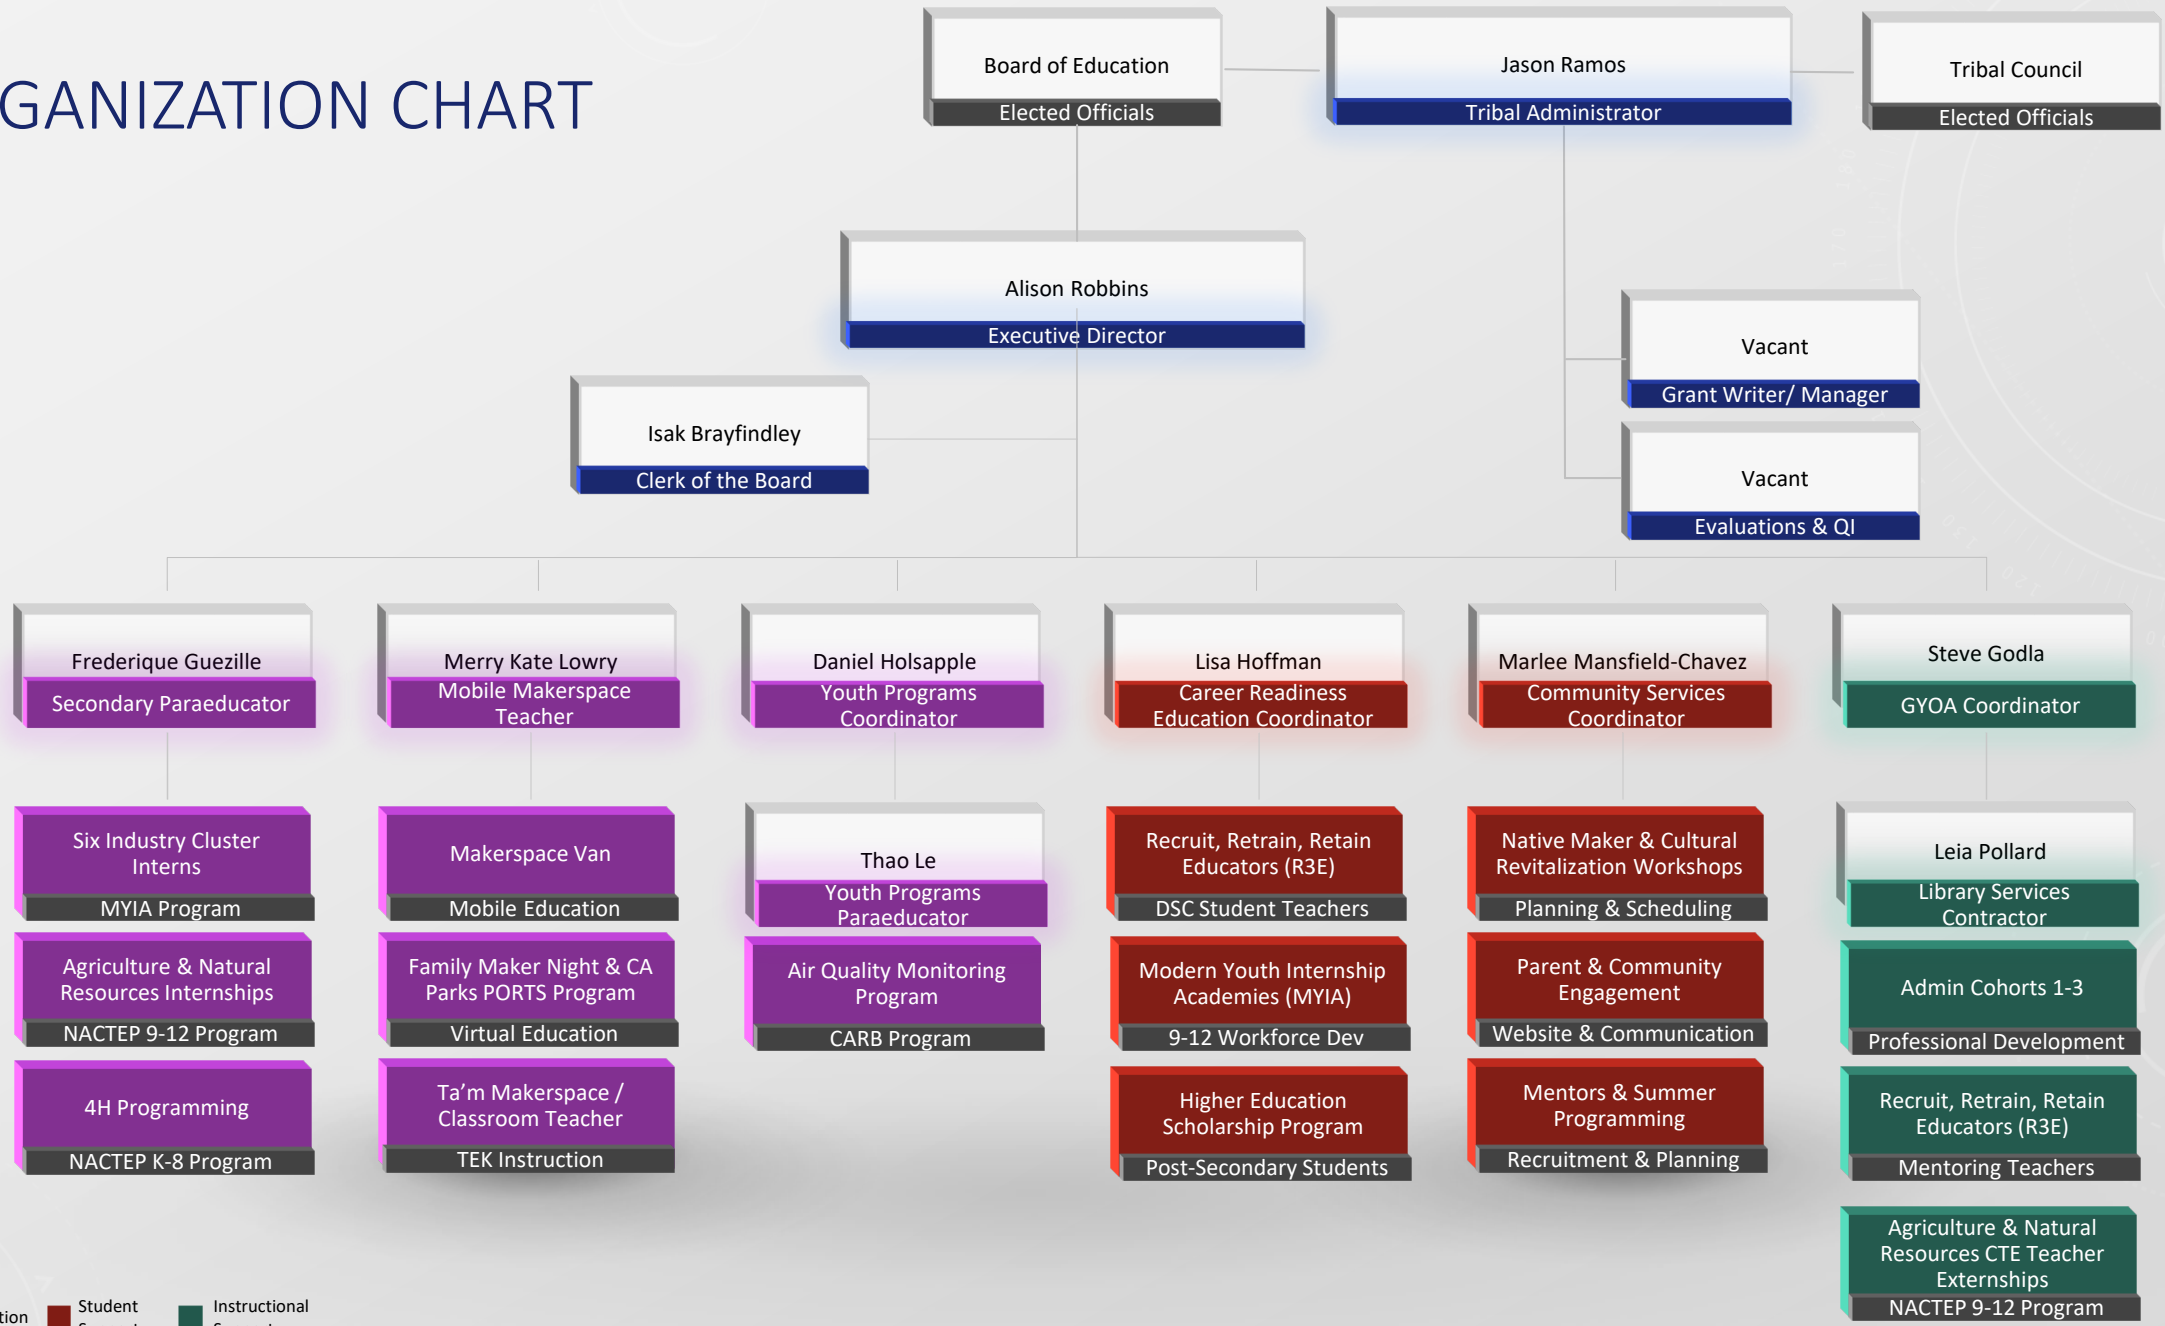 GANIZATION CHART
Board of Education
Elected Officials
Jason Ramos
Tribal Administrator
Tribal Council
Elected Officials
Alison Robbins
Executive Director
Vacant
Grant Writer/ Manager
Isak Brayfindley
Clerk of the Board
Vacant
Evaluations & QI
Frederique Guezille
Secondary Paraeducator
Merry Kate Lowry
Mobile Makerspace
Teacher
Daniel Holsapple
Youth Programs
Coordinator
Lisa Hoffman
Career Readiness
Education Coordinator
Marlee Mansfield-Chavez
Community Services
Coordinator
Steve Godla
GYOA Coordinator
Six Industry Cluster
Interns
MYIA Program
Agriculture & Natural
Resources Internships
NACTEP 9-12 Program
4H Programming
NACTEP K-8 Program
Makerspace Van
Mobile Education
Family Maker Night & CA
Parks PORTS Program
Virtual Education
Ta’m Makerspace /
Classroom Teacher
TEK Instruction
Thao Le
Youth Programs
Paraeducator
Air Quality Monitoring
Program
CARB Program
Recruit, Retrain, Retain
Educators (R3E)
DSC Student Teachers
Modern Youth Internship
Academies (MYIA)
9-12 Workforce Dev
Higher Education
Scholarship Program
Post-Secondary Students
Native Maker & Cultural
Revitalization Workshops
Planning & Scheduling
Parent & Community
Engagement
Website & Communication
Mentors & Summer
Programming
Recruitment & Planning
Leia Pollard
Library Services
Contractor
Admin Cohorts 1-3
Professional Development
Recruit, Retrain, Retain
Educators (R3E)
Mentoring Teachers
Agriculture & Natural
Resources CTE Teacher
Externships
NACTEP 9-12 Program
tion
Student
Instructional